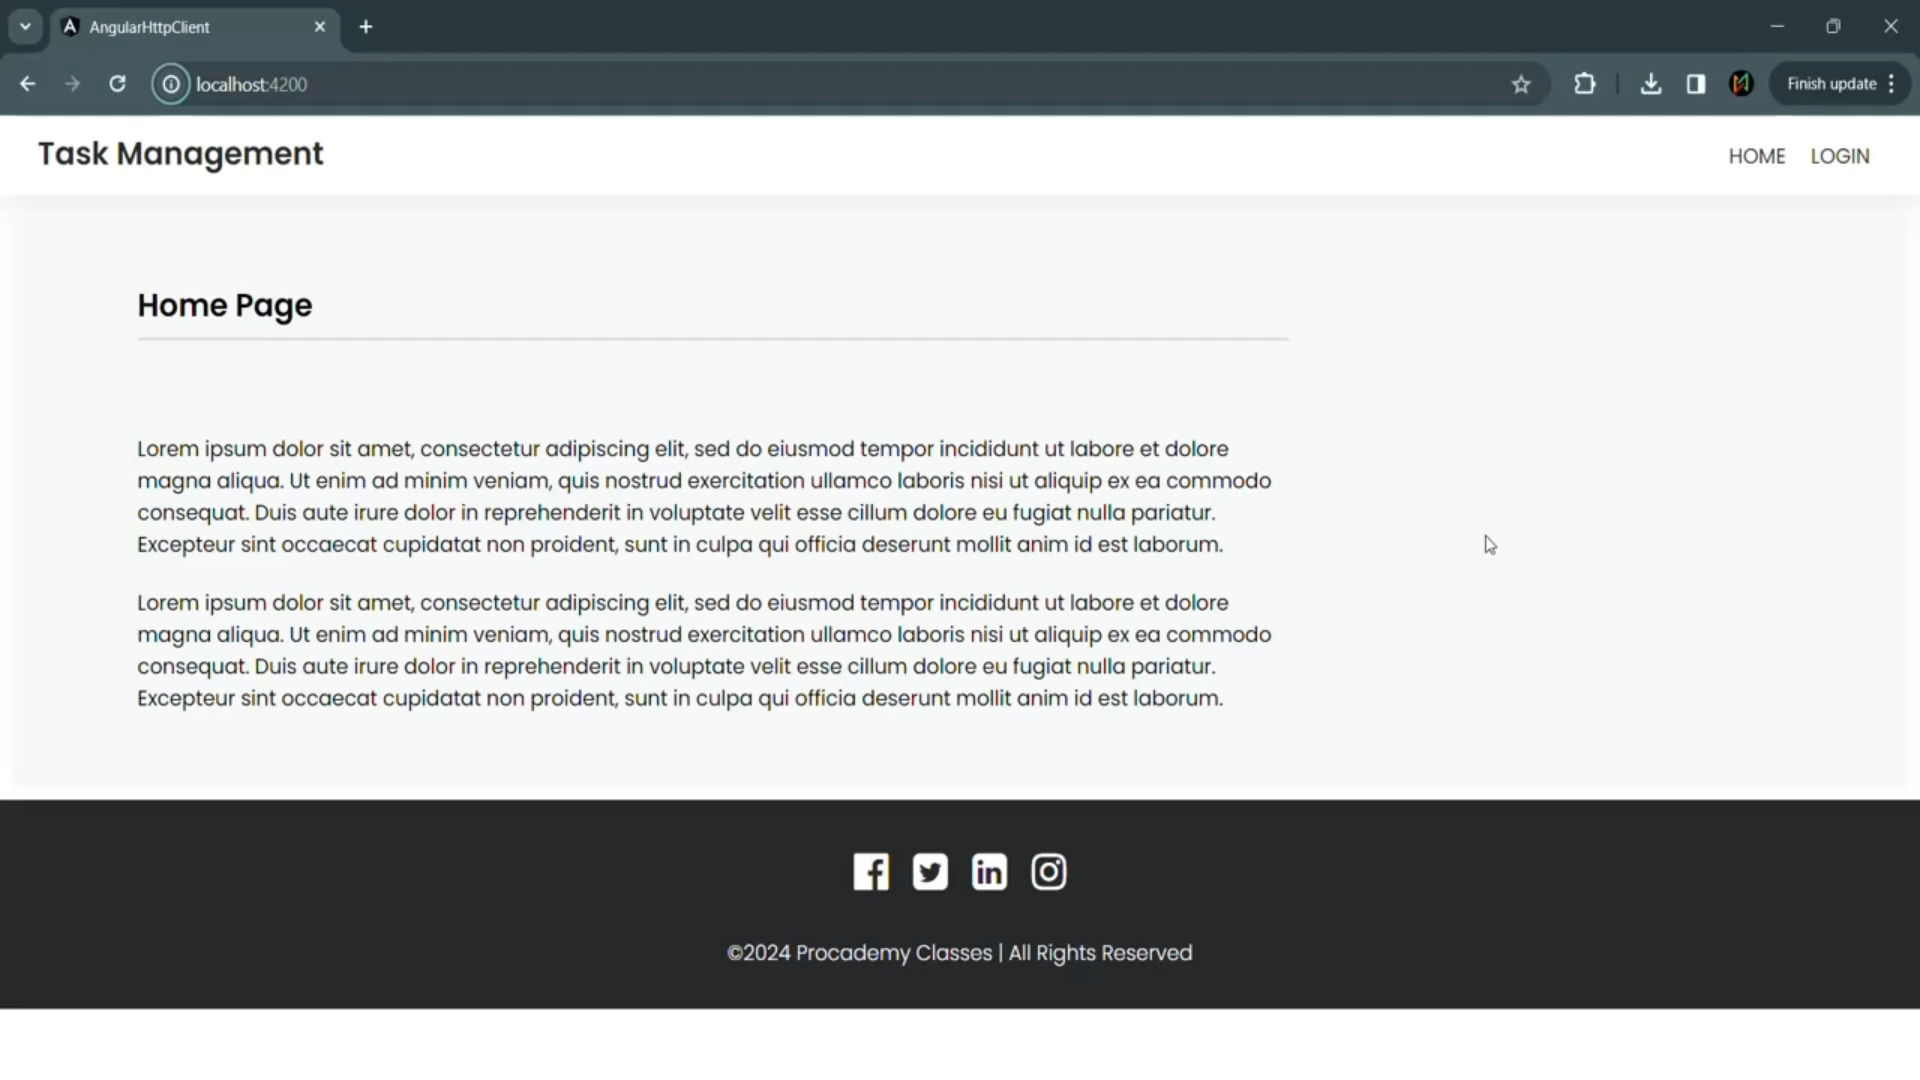 AngularHttpClient
localhost:4200
Finish update
Task Management
HOME
LOGIN
Home Page
Lorem ipsum dolor sit amet, consectetur adipiscing elit, sed do eiusmod tempor incididunt ut labore et dolore
magna aliqua. Ut enim ad minim veniam, quis nostrud exercitation ullamco laboris nisi ut aliquip ex ea commodo
consequat. Duis aute irure dolor in reprehenderit in voluptate velit esse cillum dolore eu fugiat nulla pariatur.
Excepteur sint occaecat cupidatat non proident, sunt in culpa qui officia deserunt mollit anim id est laborum.
Lorem ipsum dolor sit amet, consectetur adipiscing elit, sed do eiusmod tempor incididunt ut labore et dolore
magna aliqua. Ut enim ad minim veniam, quis nostrud exercitation ullamco laboris nisi ut aliquip ex ea commodo
consequat. Duis aute irure dolor in reprehenderit in voluptate velit esse cillum dolore eu fugiat nulla pariatur.
Excepteur sint occaecat cupidatat non proident, sunt in culpa qui officia deserunt mollit anim id est laborum.
©2024 Procademy Classes | All Rights Reserved